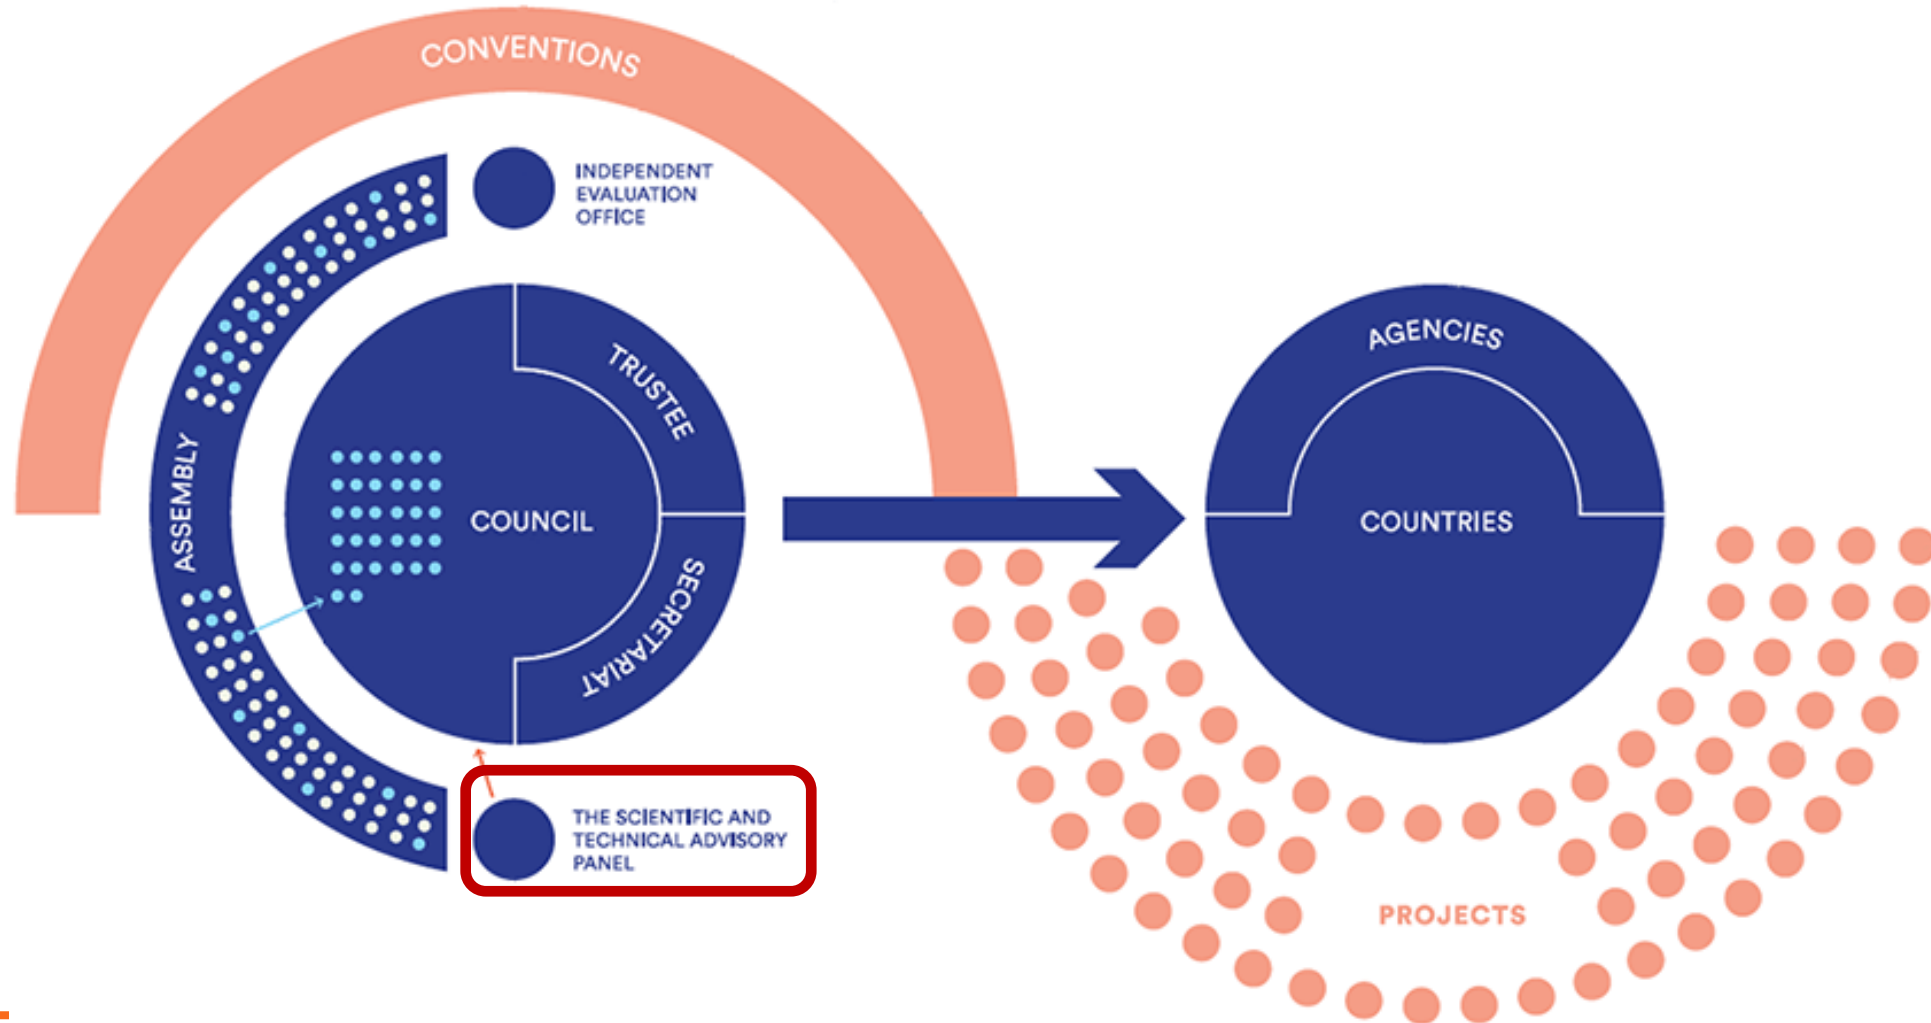 CONVENTIONS
INDEPENDENT
EVALUATION
OFFICE
TRUSTEE
ASSEMBLY
COUNCIL
SECRETARIAT
THE SCIENTIFIC AND
TECHNICAL ADVISORY
PANEL
AGENCIES
COUNTRIES
PROJECTS